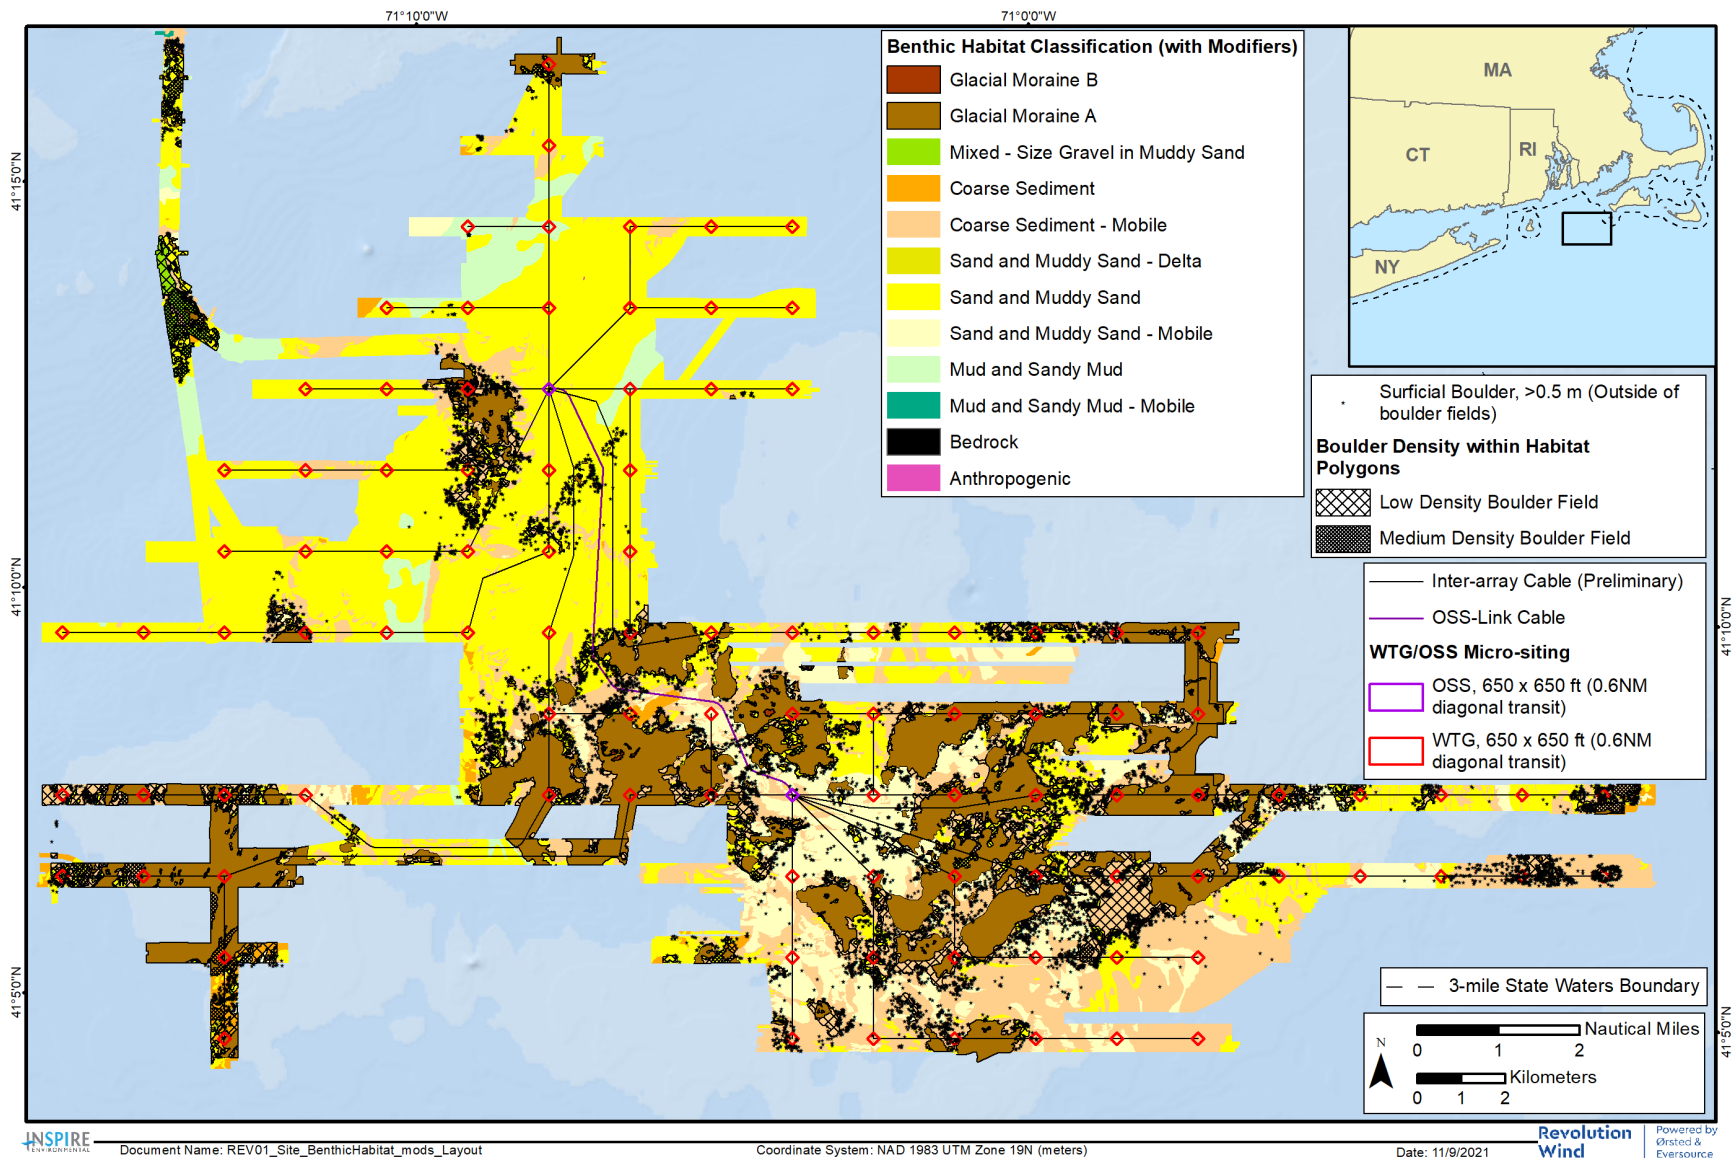 71°10'0"W
71°0'0"W
41°15'0"N
41°10'0"N
41°5'0"N
41°10'0"N
41°5'0"N
Benthic Habitat Classification (with Modifiers)
Glacial Moraine B
Glacial Moraine A
Mixed - Size Gravel in Muddy Sand
Coarse Sediment
Coarse Sediment - Mobile
Sand and Muddy Sand - Delta
Sand and Muddy Sand
Sand and Muddy Sand - Mobile
Mud and Sandy Mud
Mud and Sandy Mud - Mobile
Bedrock
Anthropogenic
MA
CT
RI
NY
Surficial Boulder, >0.5 m (Outside of
boulder fields)
Boulder Density within Habitat
Polygons
Low Density Boulder Field
Medium Density Boulder Field
Inter-array Cable (Preliminary)
OSS-Link Cable
WTG/OSS Micro-siting
OSS, 650 x 650 ft (0.6NM
diagonal transit)
WTG, 650 x 650 ft (0.6NM
diagonal transit)
3-mile State Waters Boundary
N
Nautical Miles
0 1 2
Kilometers
0 1 2
INSPIRE
ENVIRONMENTAL
Document Name: REV01_Site_BenthicHabitat_mods_Layout
Coordinate System: NAD 1983 UTM Zone 19N (meters)
Date: 11/9/2021
Revolution
Wind
Powered by
Ørsted &
Eversource